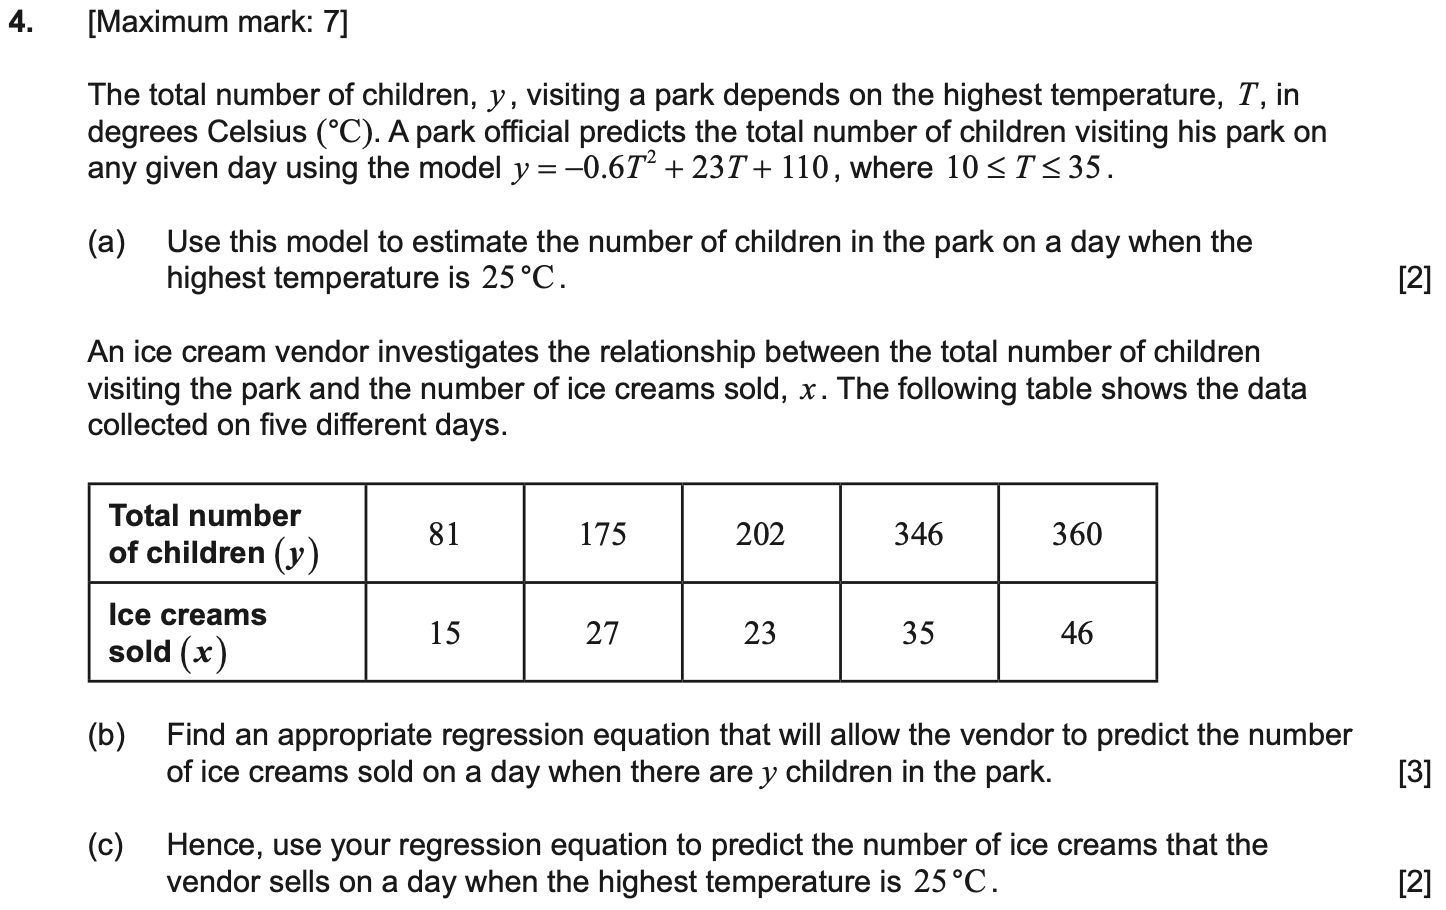 4. [Maximum mark: 7]
The total number of children, y, visiting a park depends on the highest temperature, T, in
degrees Celsius (°C). A park official predicts the total number of children visiting his park on
any given day using the model y = −0.6T² + 23T + 110, where 10 ≤ T ≤ 35.
(a) Use this model to estimate the number of children in the park on a day when the
highest temperature is 25 °C. [2]
An ice cream vendor investigates the relationship between the total number of children
visiting the park and the number of ice creams sold, x. The following table shows the data
collected on five different days.
Total number
of children (y) 81 175 202 346 360
Ice creams
sold (x) 15 27 23 35 46
(b) Find an appropriate regression equation that will allow the vendor to predict the number
of ice creams sold on a day when there are y children in the park. [3]
(c) Hence, use your regression equation to predict the number of ice creams that the
vendor sells on a day when the highest temperature is 25 °C. [2]